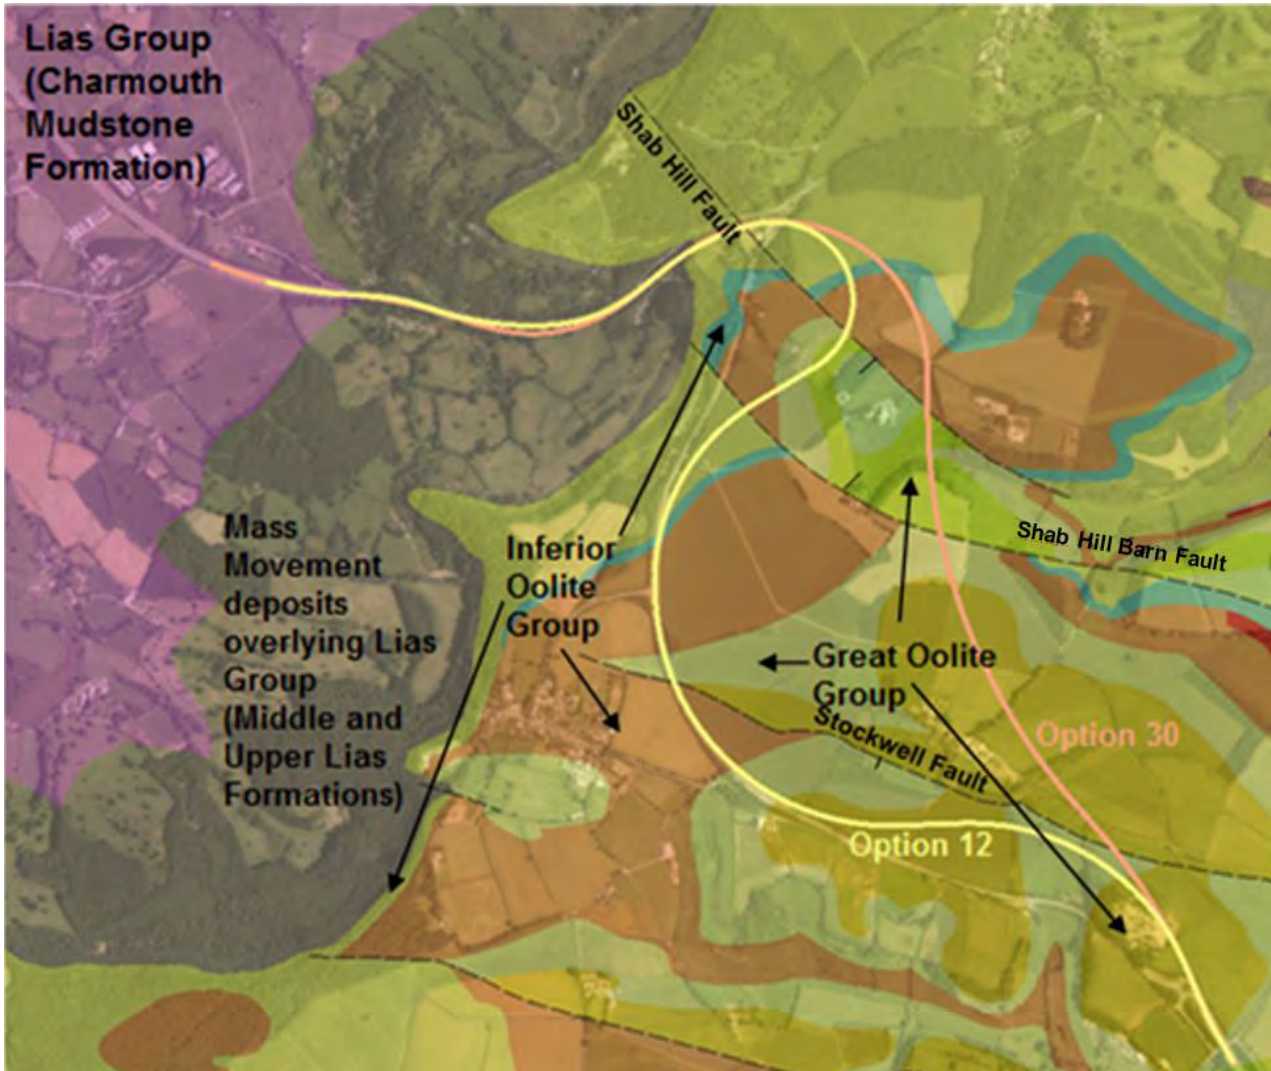 Lias Group
(Charmouth
Mudstone
Formation)
Shab Hill Fault
Mass
Movement
deposits
overlying Lias
Group
(Middle and
Upper Lias
Formations)
Inferior
Oolite
Group
Shab Hill Barn Fault
Great Oolite
Group
Stockwell Fault
Option 30
Option 12